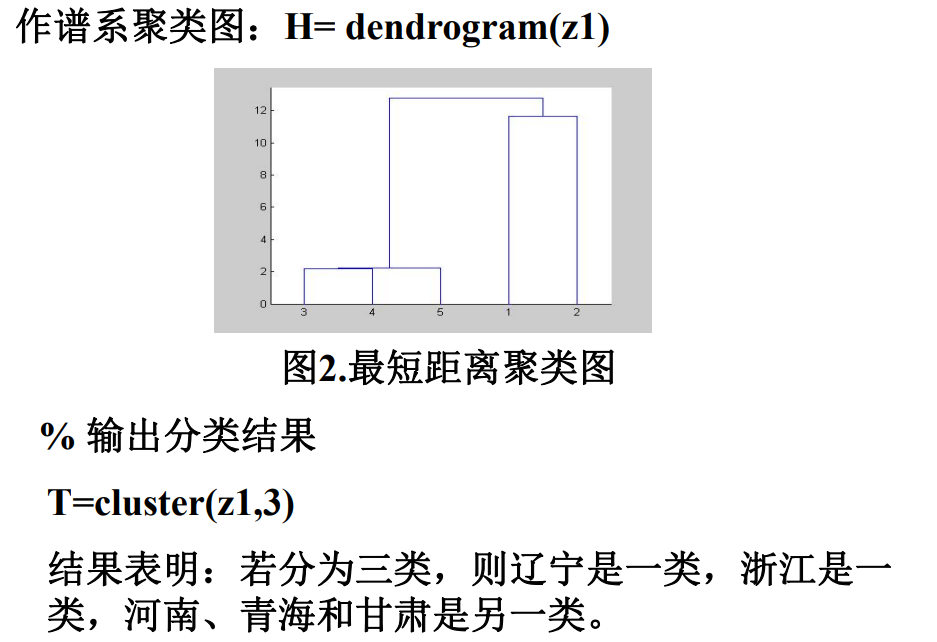 作谱系聚类图：H= dendrogram(z1)
12
10
8
6
4
2
0
3 4 5 1 2
图2.最短距离聚类图
% 输出分类结果
T=cluster(z1,3)
结果表明：若分为三类，则辽宁是一类，浙江是一
类，河南、青海和甘肃是另一类。